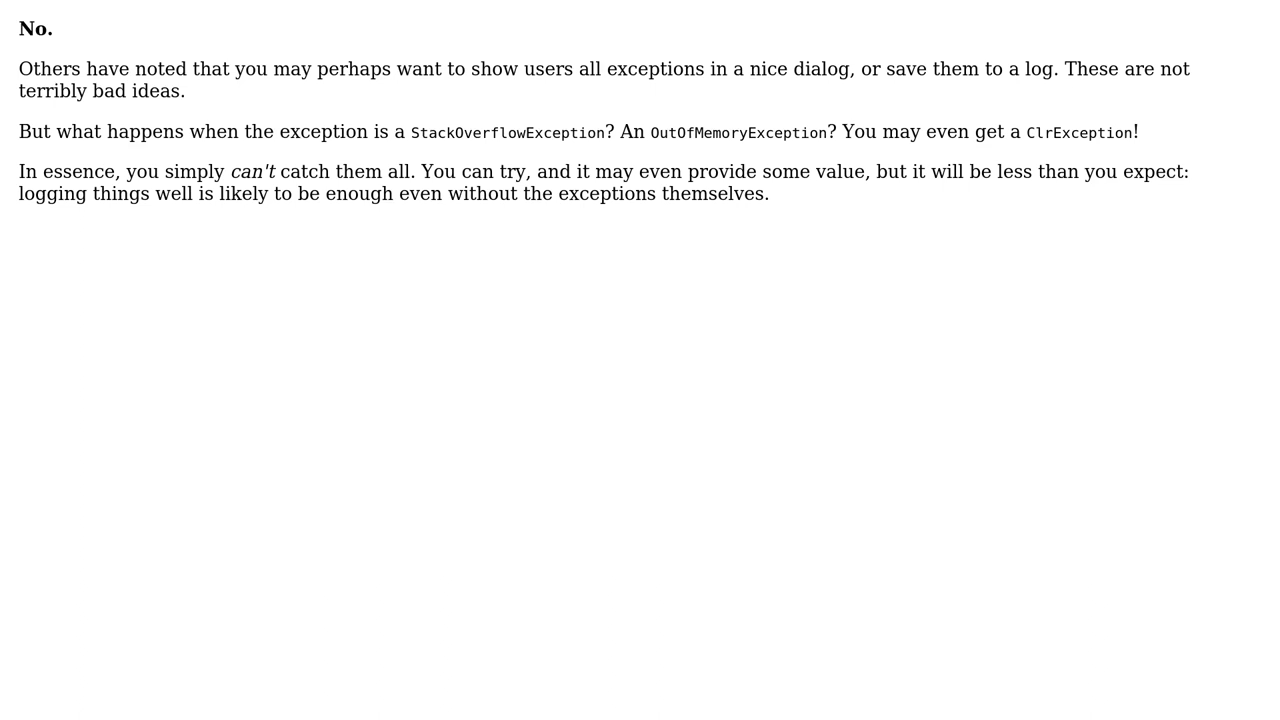 No.
Others have noted that you may perhaps want to show users all exceptions in a nice dialog, or save them to a log. These are not
terribly bad ideas.
But what happens when the exception is a StackOverflowException? An OutOfMemoryException? You may even get a ClrException!
In essence, you simply can't catch them all. You can try, and it may even provide some value, but it will be less than you expect:
logging things well is likely to be enough even without the exceptions themselves.